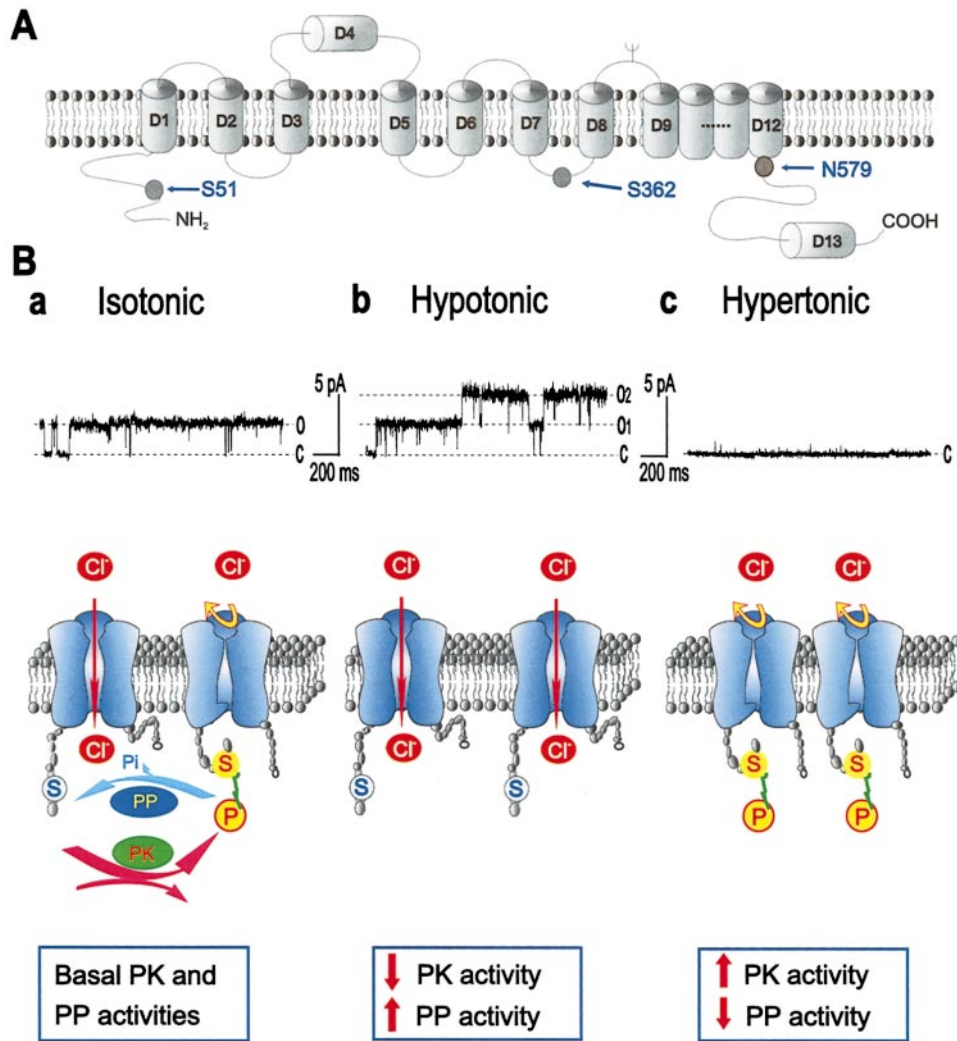 A
D4
D1
D2
D3
D5
D6
D7
D8
D9
......
D12
S51
S362
N579
NH2
D13
COOH
B
a Isotonic
b Hypotonic
c Hypertonic
5 pA
200 ms
O
C
5 pA
200 ms
O2
O1
C
C
Cl-
Cl-
Cl-
Cl-
Cl-
Cl-
Cl-
Cl-
Cl-
S
Pi
PP
PK
S
P
S
S
S
P
S
P
Basal PK and
PP activities
PK activity
PP activity
PK activity
PP activity